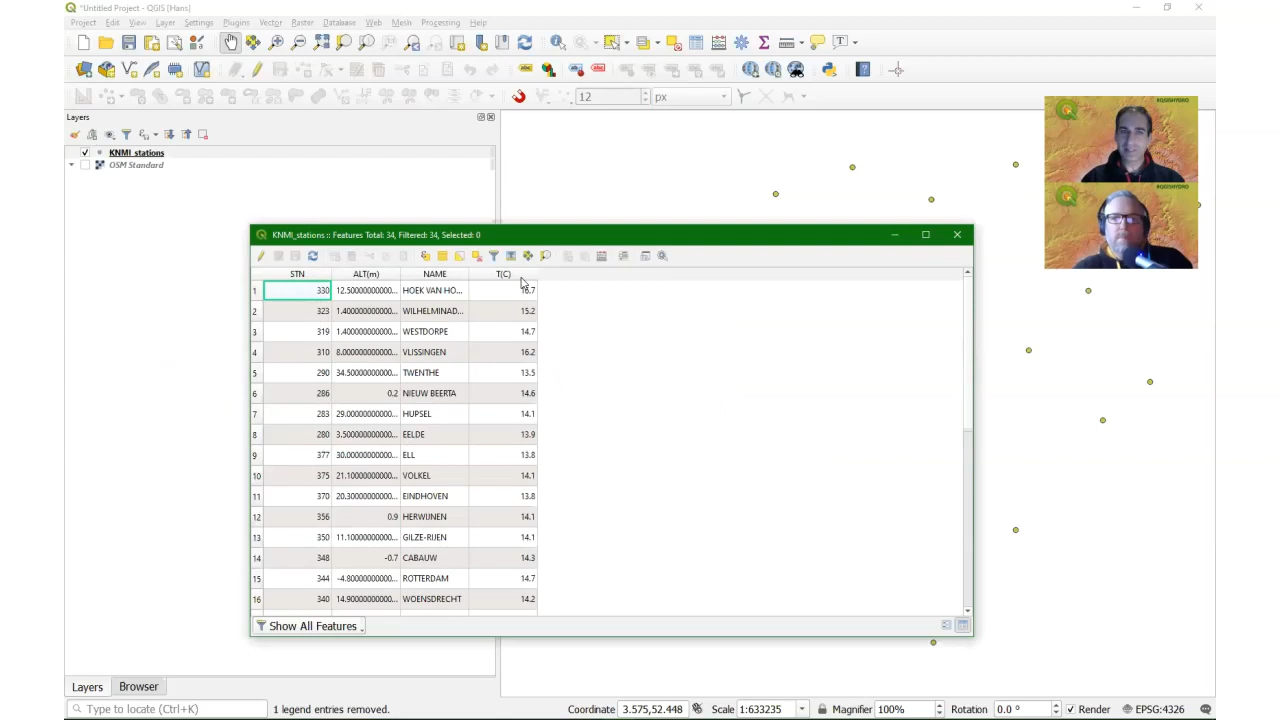 *Untitled Project - QGIS [Hans]
Project Edit View Layer Settings Plugins Vector Raster Database Web Mesh Processing Help
12 px
Layers
KNMI_stations
OSM Standard
#QGISHYDRO
#QGISHYDRO
KNMI_stations :: Features Total: 34, Filtered: 34, Selected: 0
STN ALT(m) NAME T(C)
1 330 12.50000000000... HOEK VAN HO... 16.7
2 323 1.400000000000... WILHELMINAD... 15.2
3 319 1.400000000000... WESTDORPE 14.7
4 310 8.00000000000... VLISSINGEN 16.2
5 290 34.50000000000... TWENTHE 13.5
6 286 0.2 NIEUW BEERTA 14.6
7 283 29.00000000000... HUPSEL 14.1
8 280 3.50000000000... EELDE 13.9
9 377 30.00000000000... ELL 13.8
10 375 21.10000000000... VOLKEL 14.1
11 370 20.30000000000... EINDHOVEN 13.8
12 356 0.9 HERWIJNEN 14.1
13 350 11.10000000000... GILZE-RIJEN 14.1
14 348 -0.7 CABAUW 14.3
15 344 -4.80000000000... ROTTERDAM 14.7
16 340 14.90000000000... WOENSDRECHT 14.2
Show All Features
Layers Browser
Type to locate (Ctrl+K) 1 legend entries removed. Coordinate 3.575,52.448 Scale 1:633235 Magnifier 100% Rotation 0.0 ° Render EPSG:4326